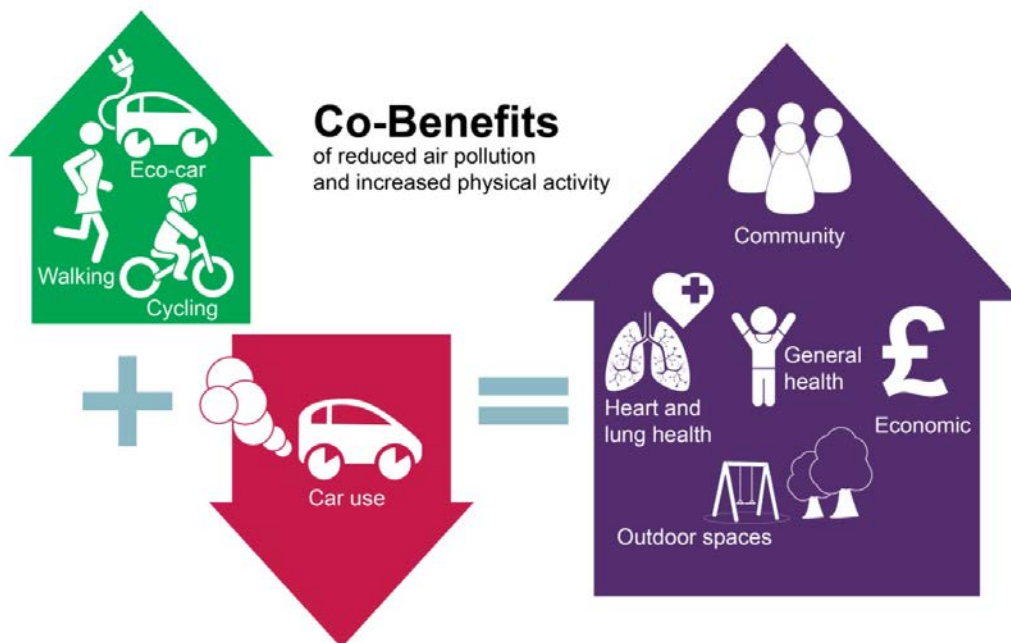 Co-Benefits
of reduced air pollution
and increased physical activity
Eco-car
Walking
Cycling
+
Car use
=
Community
Heart and
lung health
General
health
£
Economic
Outdoor spaces